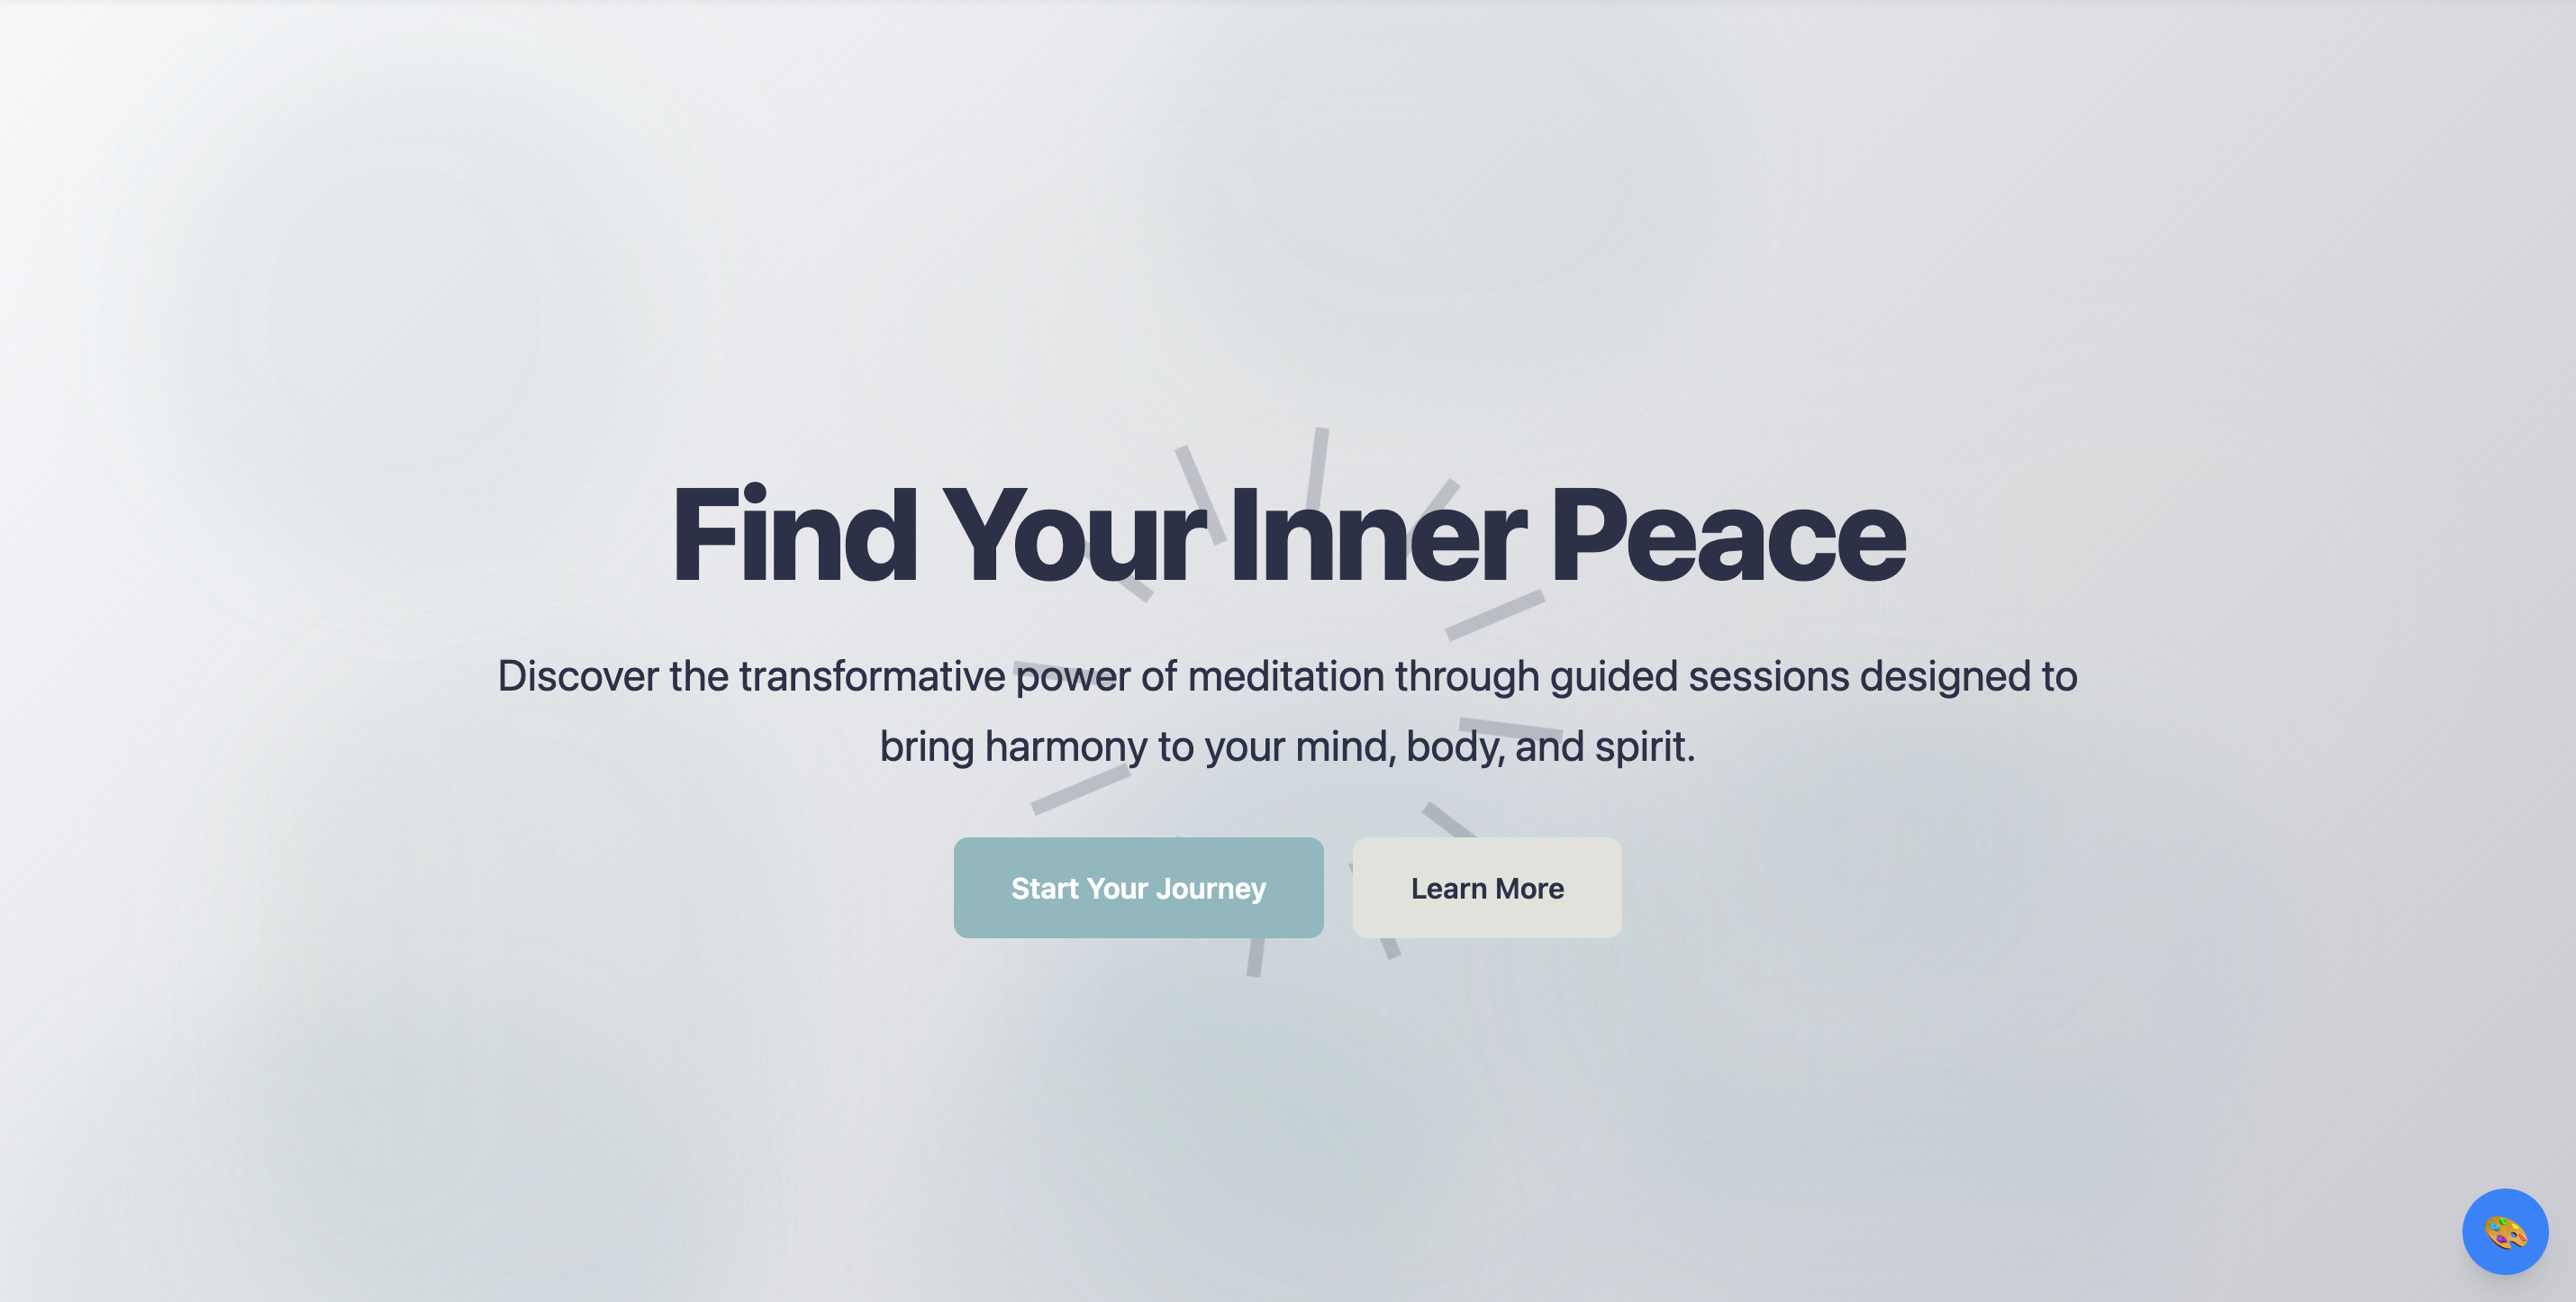 Find Your Inner Peace
Discover the transformative power of meditation through guided sessions designed to
bring harmony to your mind, body, and spirit.
Start Your Journey
Learn More